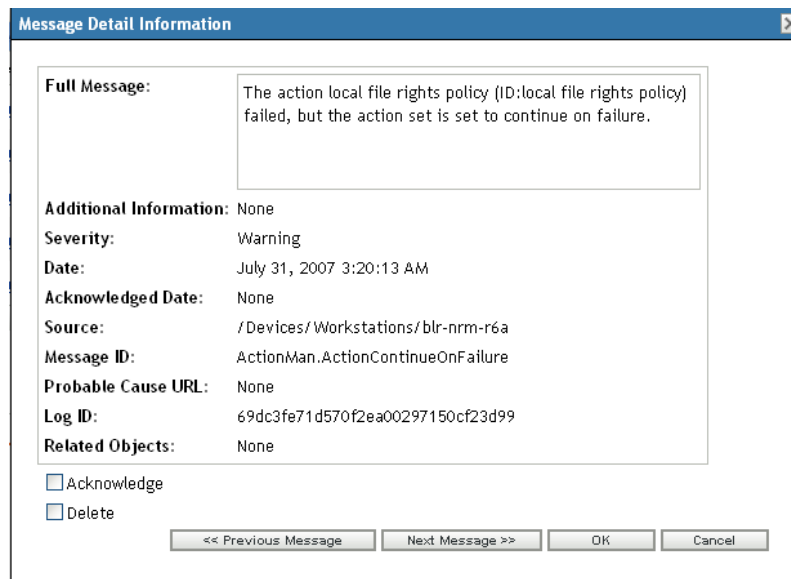 Message Detail Information
Full Message:
The action local file rights policy (ID:local file rights policy)
failed, but the action set is set to continue on failure.
Additional Information: None
Severity: Warning
Date: July 31, 2007 3:20:13 AM
Acknowledged Date: None
Source: /Devices/Workstations/blr-nrm-r6a
Message ID: ActionMan.ActionContinueOnFailure
Probable Cause URL: None
Log ID: 69dc3fe71d570f2ea00297150cf23d99
Related Objects: None
Acknowledge
Delete
<< Previous Message Next Message >> OK Cancel